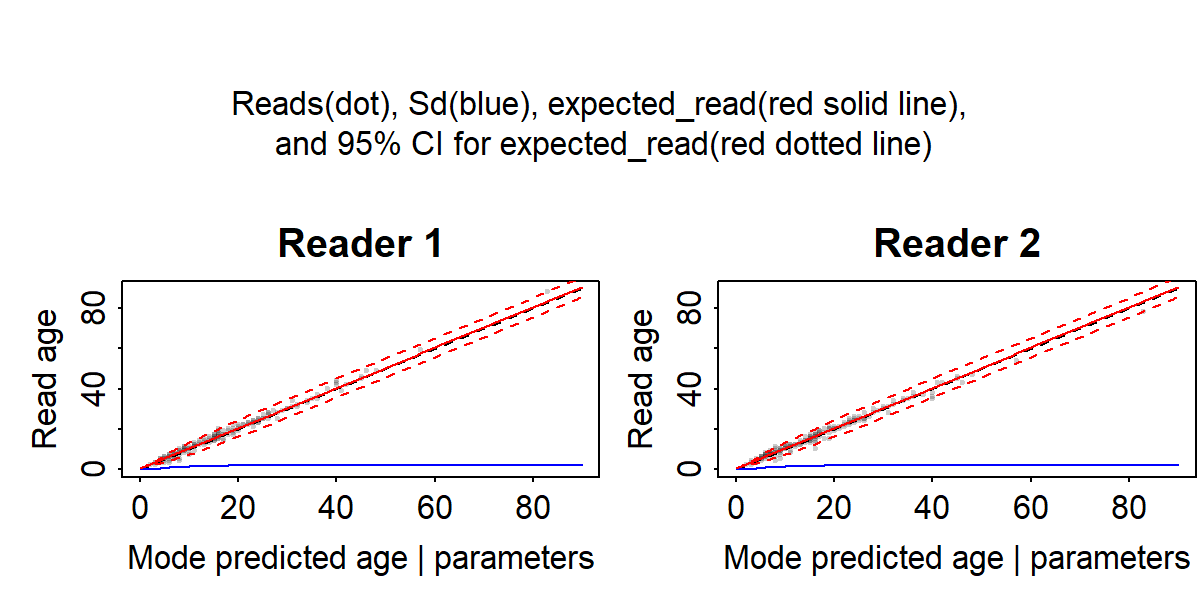 Reads(dot), Sd(blue), expected_read(red solid line),
and 95% CI for expected_read(red dotted line)
Reader 1
Read age
0
40
80
0 20 40 60 80
Mode predicted age | parameters
Reader 2
Read age
0
40
80
0 20 40 60 80
Mode predicted age | parameters